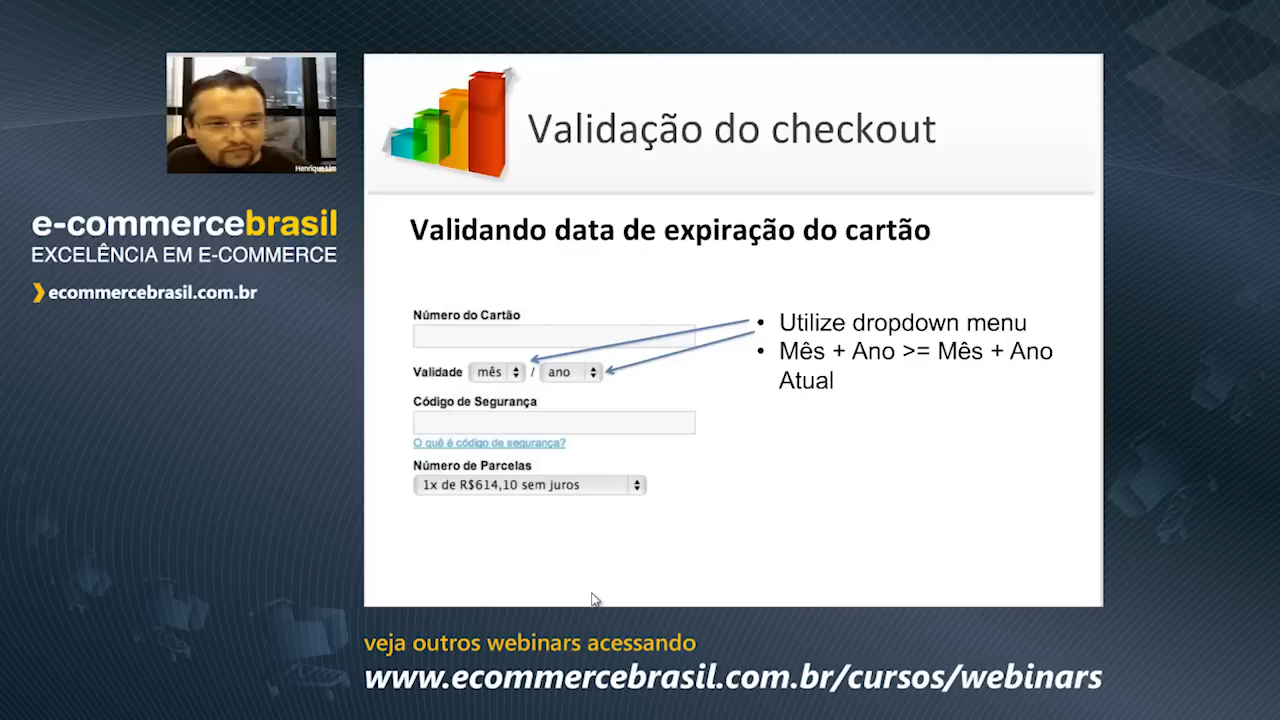 Henrique Lim
e-commercebrasil
EXCELÊNCIA EM E-COMMERCE
ecommercebrasil.com.br
Validação do checkout
Validando data de expiração do cartão
Número do Cartão
Validade mês / ano
Código de Segurança
O quê é código de segurança?
Número de Parcelas
1x de R$614,10 sem juros
• Utilize dropdown menu
• Mês + Ano >= Mês + Ano
Atual
veja outros webinars acessando
www.ecommercebrasil.com.br/cursos/webinars